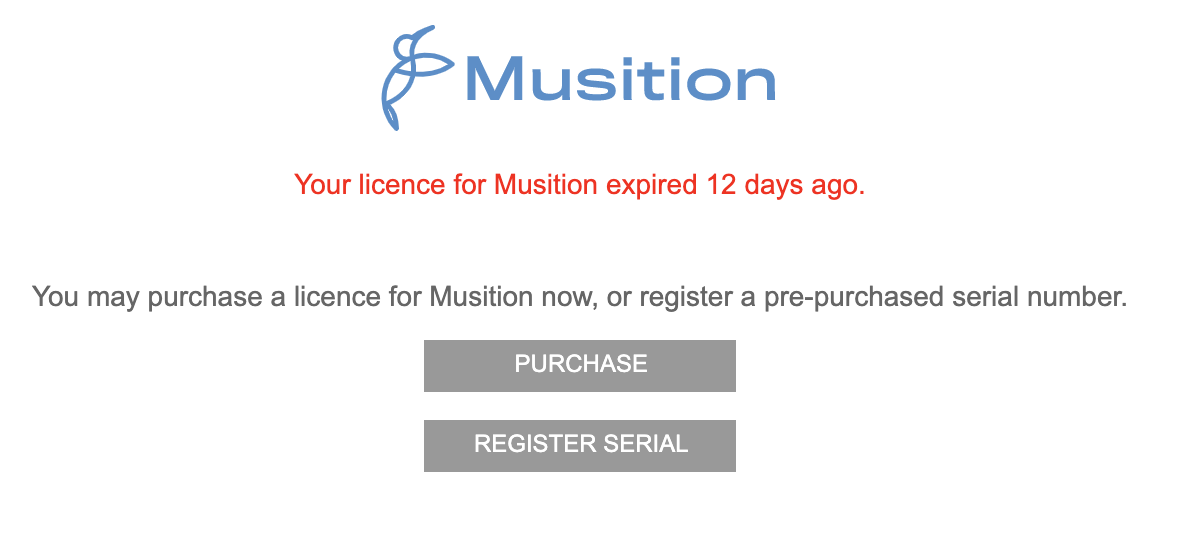 Musition
Your licence for Musition expired 12 days ago.
You may purchase a licence for Musition now, or register a pre-purchased serial number.
PURCHASE
REGISTER SERIAL